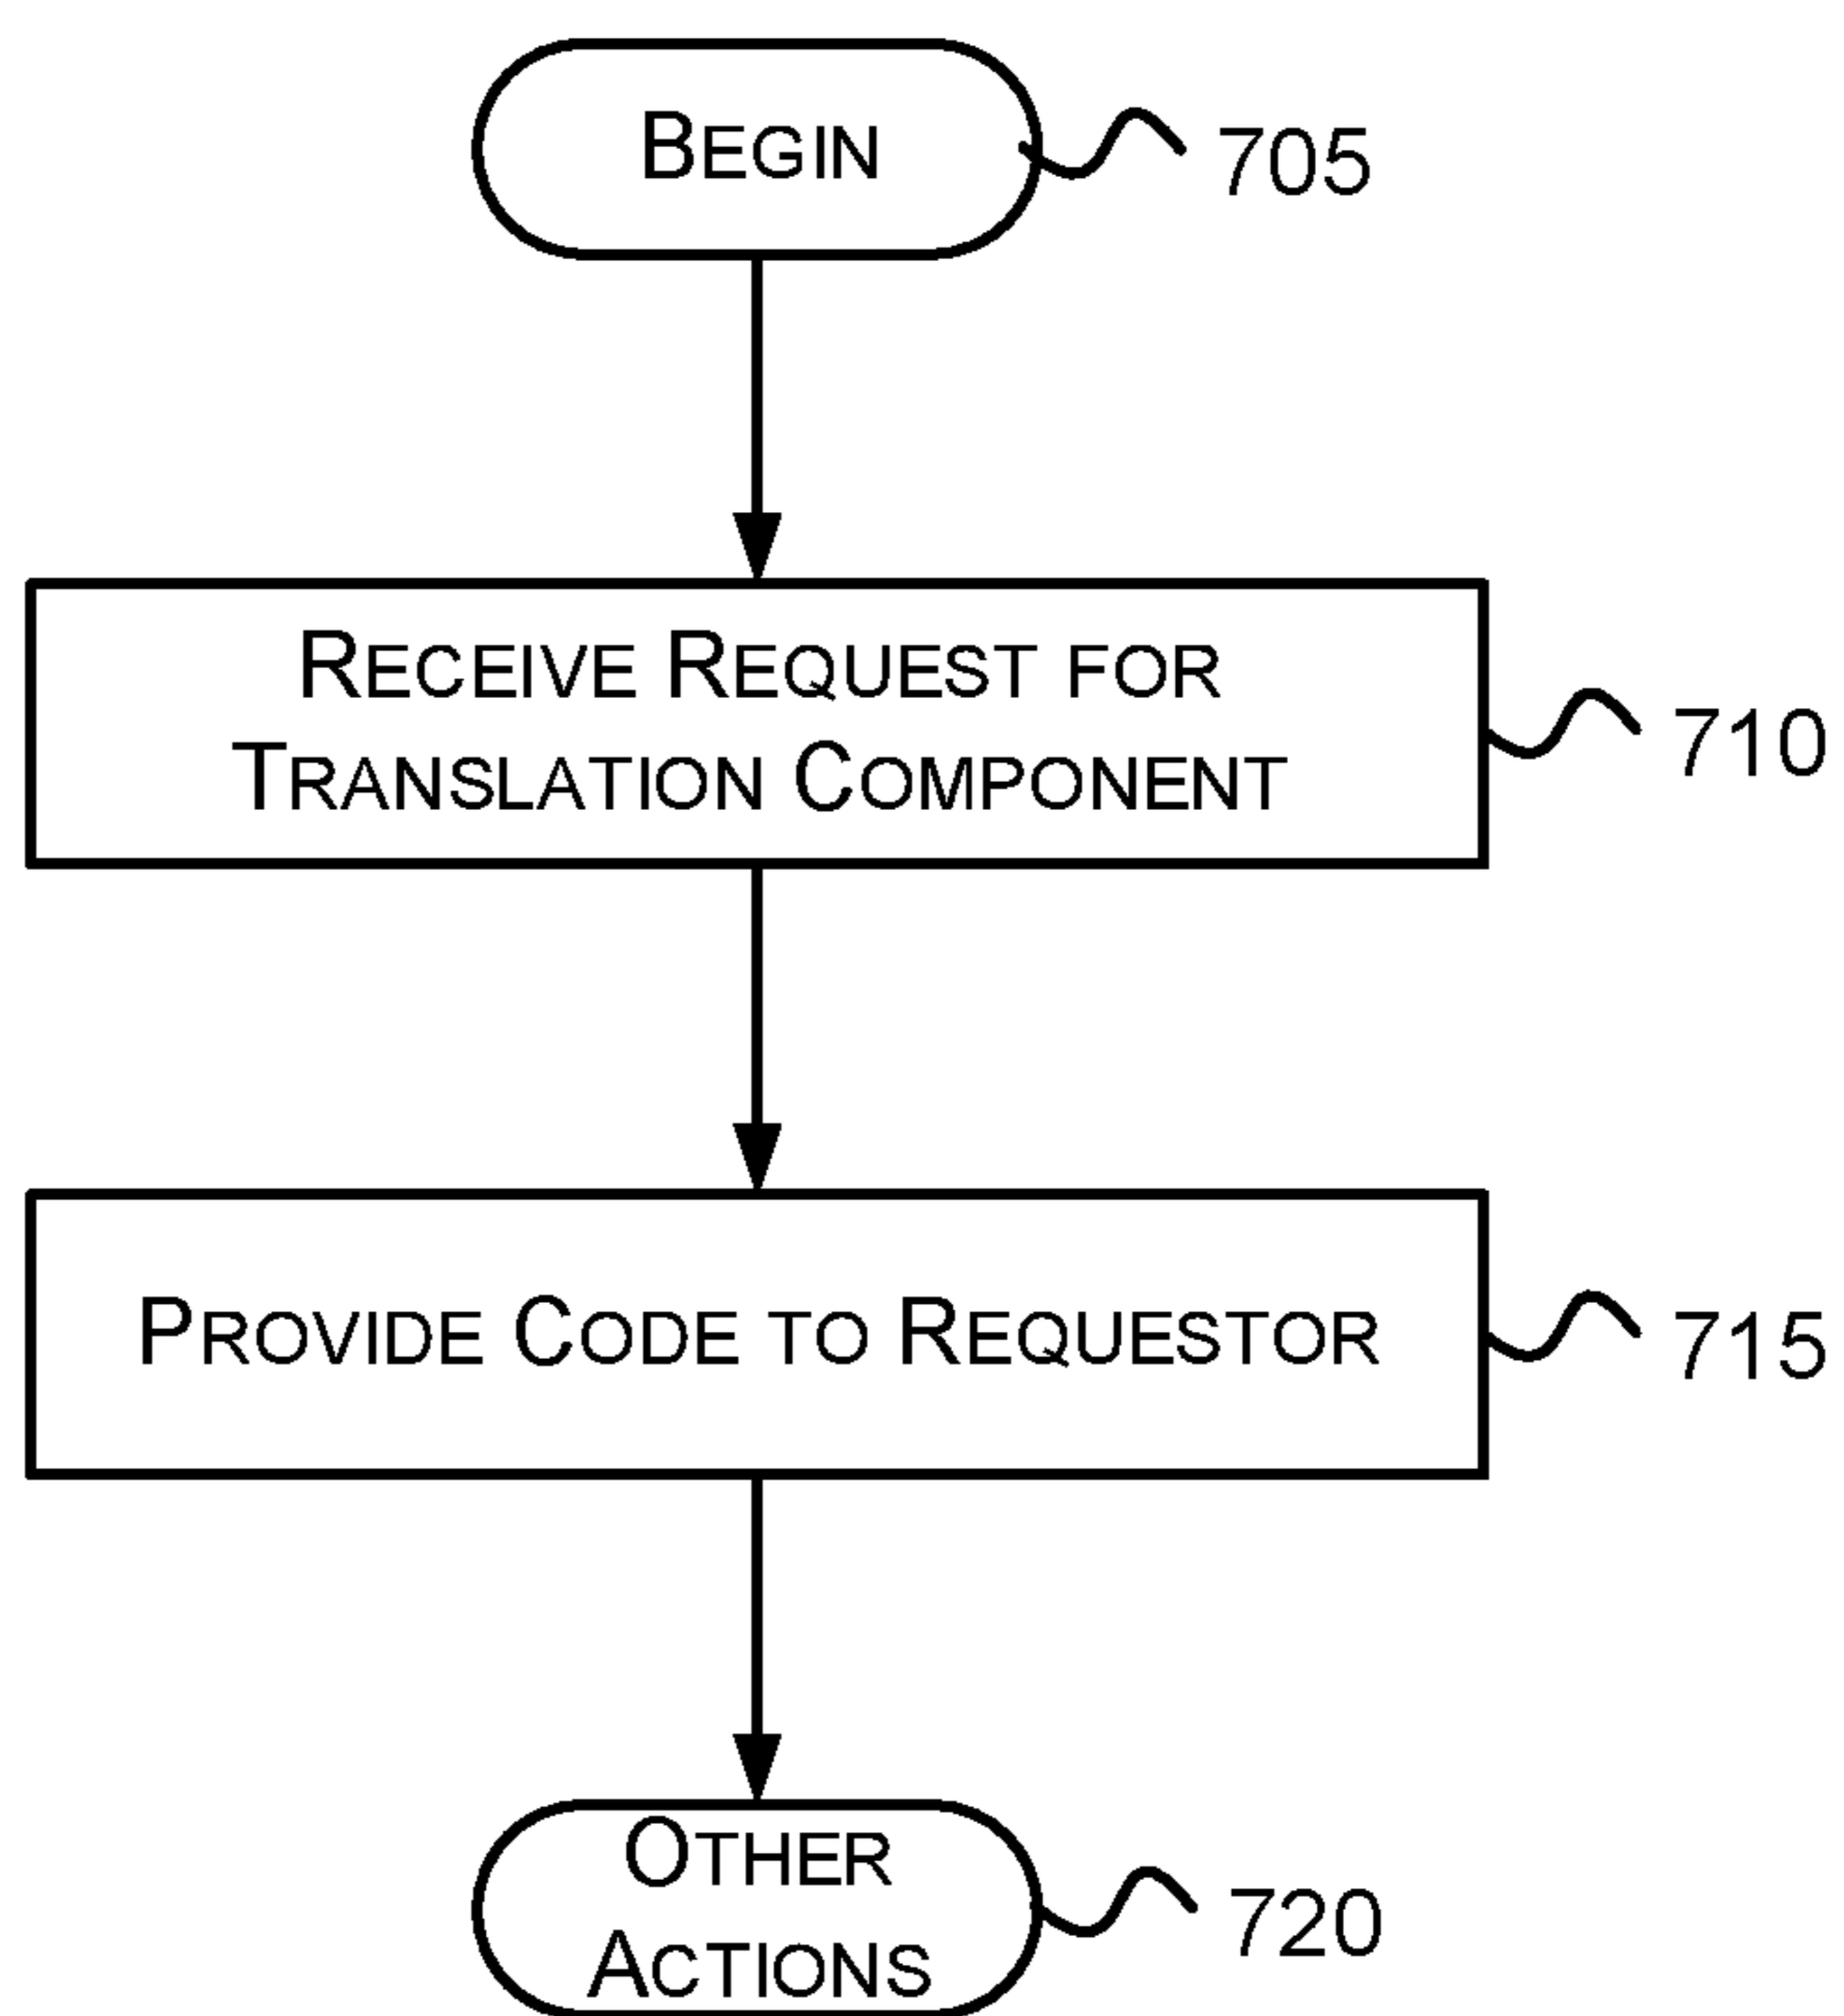 BEGIN
705
RECEIVE REQUEST FOR
TRANSLATION COMPONENT
710
PROVIDE CODE TO REQUESTOR
715
OTHER
ACTIONS
720